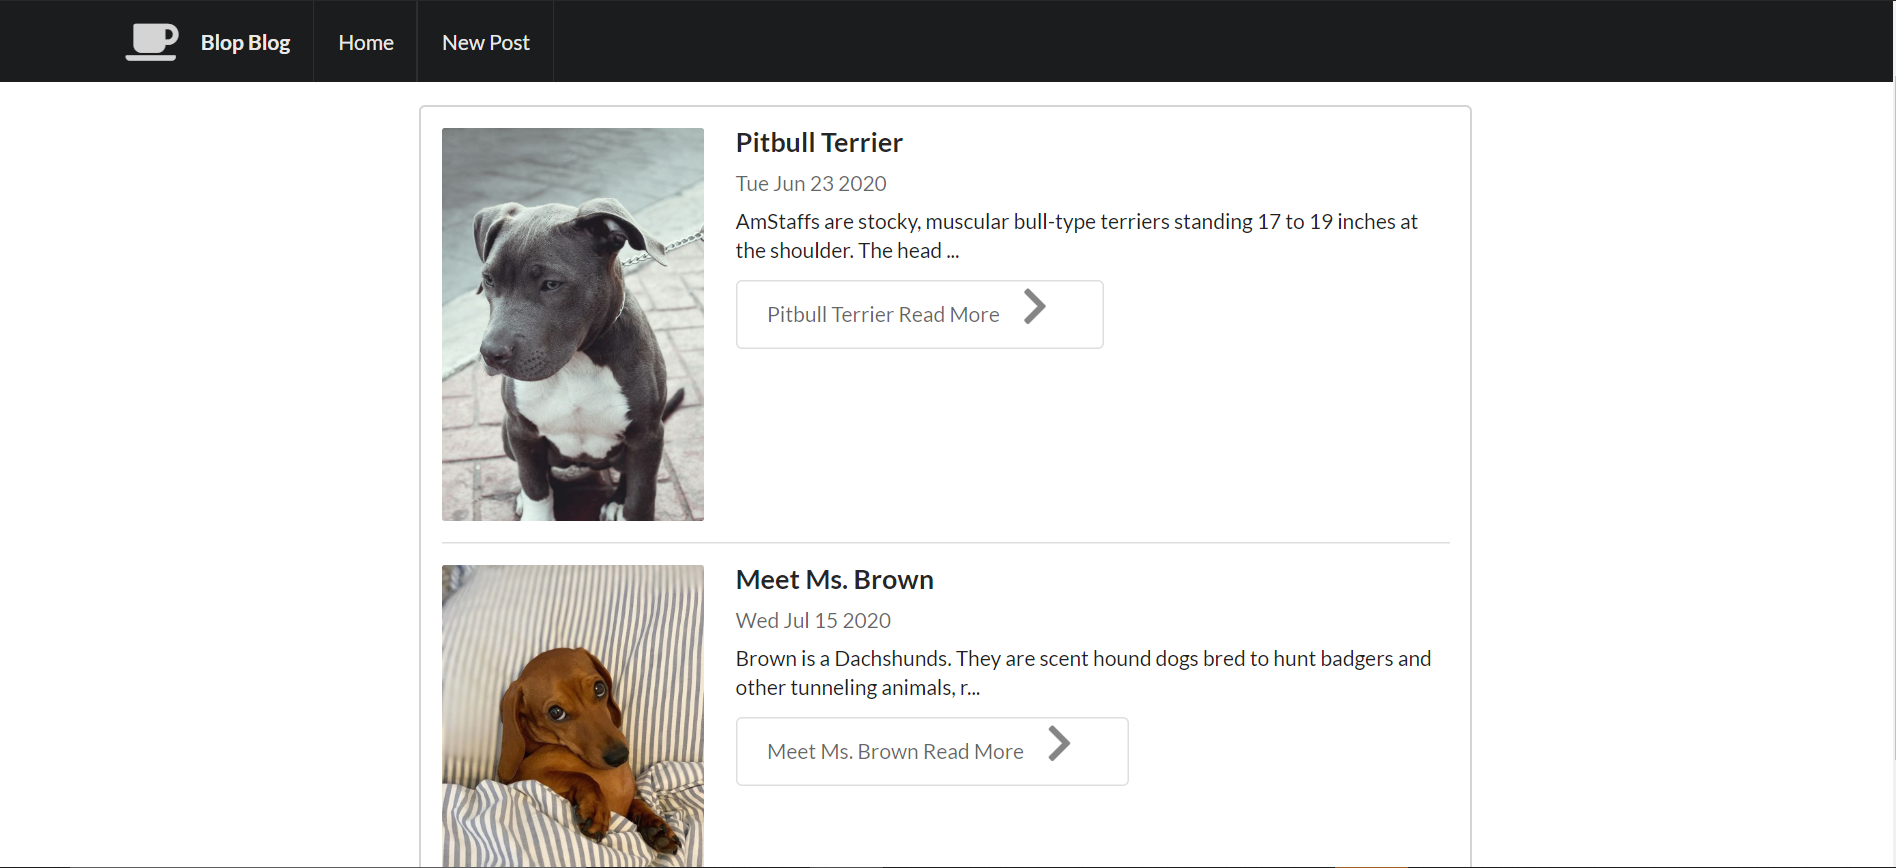 Blop Blog Home New Post
Pitbull Terrier
Tue Jun 23 2020
AmStaffs are stocky, muscular bull-type terriers standing 17 to 19 inches at
the shoulder. The head ...
Pitbull Terrier Read More
Meet Ms. Brown
Wed Jul 15 2020
Brown is a Dachshunds. They are scent hound dogs bred to hunt badgers and
other tunneling animals, r...
Meet Ms. Brown Read More